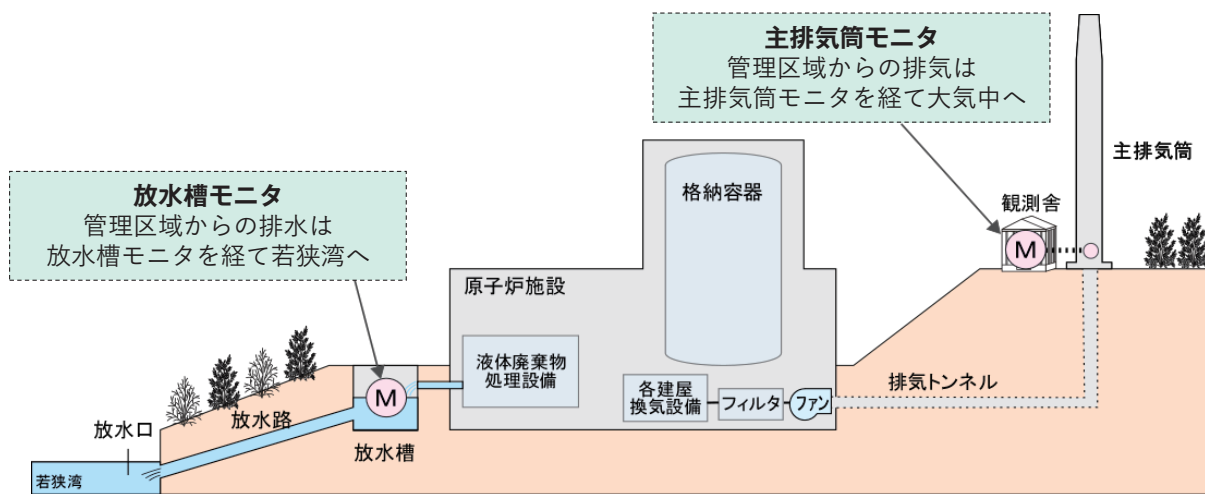 主排気筒モニタ
管理区域からの排気は
主排気筒モニタを経て大気中へ
主排気筒
放水槽モニタ
管理区域からの排水は
放水槽モニタを経て若狭湾へ
格納容器
観測舎
M
原子炉施設
液体廃棄物
処理設備
M
各建屋
換気設備
フィルタ
ファン
排気トンネル
放水口
放水路
放水槽
若狭湾